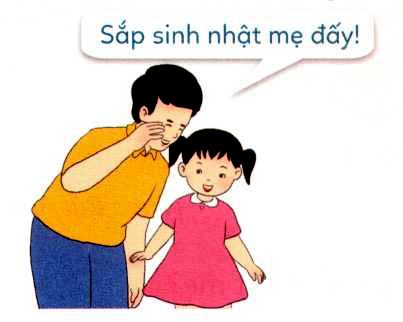 Sắp sinh nhật mẹ đấy!